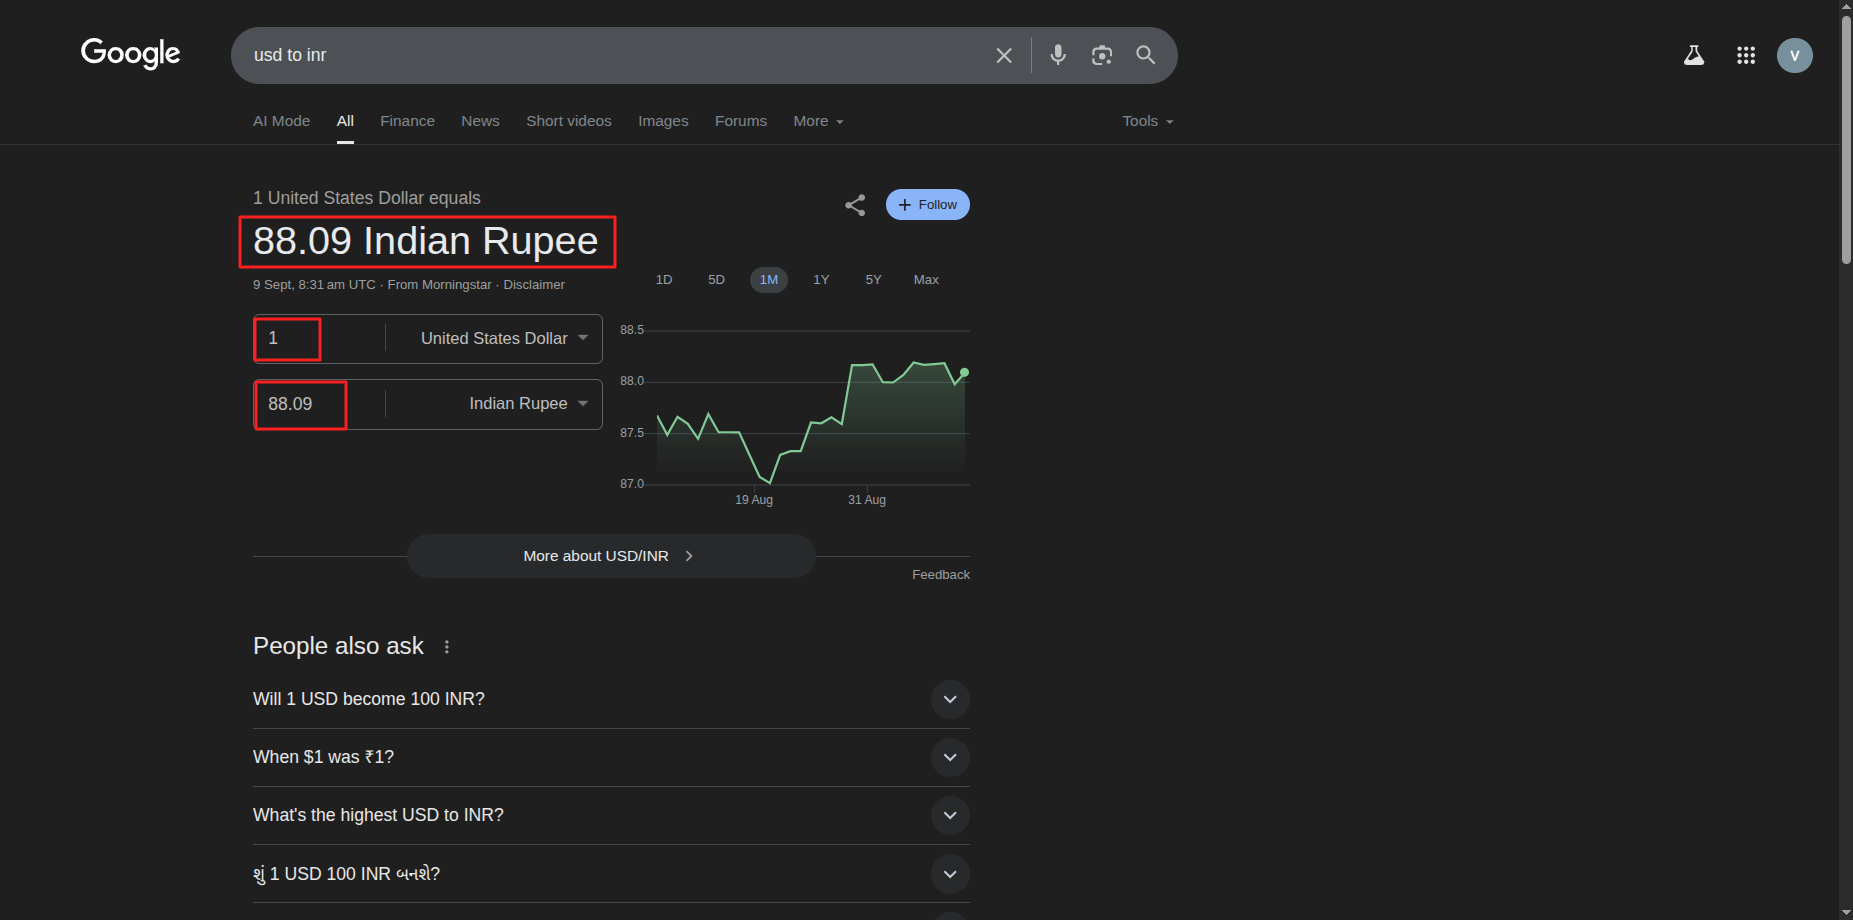 Google
usd to inr
V
AI Mode All Finance News Short videos Images Forums More Tools
1 United States Dollar equals
Follow
88.09 Indian Rupee
9 Sept, 8:31 am UTC · From Morningstar · Disclaimer
1D 5D 1M 1Y 5Y Max
1 United States Dollar
88.09 Indian Rupee
88.5
88.0
87.5
87.0
19 Aug 31 Aug
More about USD/INR
Feedback
People also ask
Will 1 USD become 100 INR?
When $1 was ₹1?
What's the highest USD to INR?
શું 1 USD 100 INR બનશે?